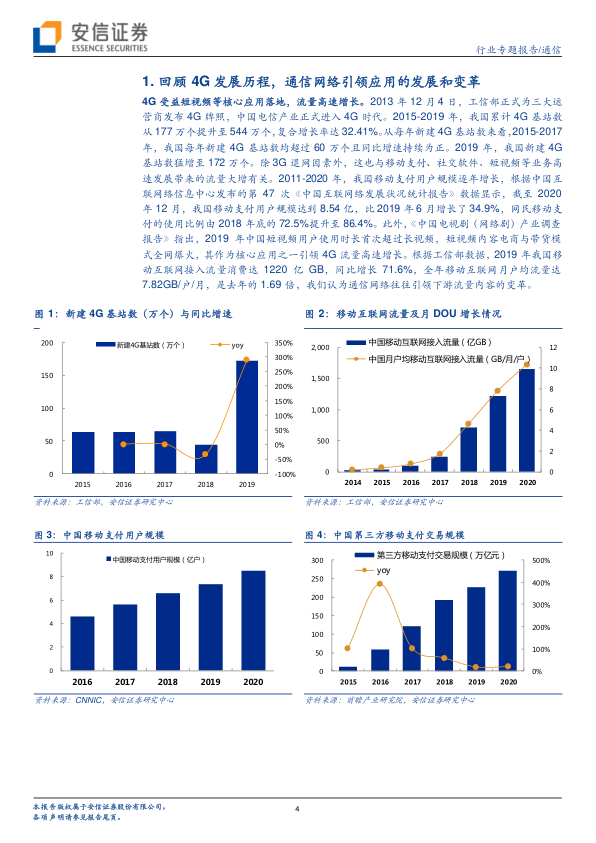 安信证券
ESSENCE SECURITIES
行业专题报告/通信
1. 回顾 4G 发展历程，通信网络引领应用的发展和变革
4G 受益短视频等核心应用落地，流量高速增长。2013 年 12 月 4 日，工信部正式为三大运
营商发布 4G 牌照，中国电信产业正式进入 4G 时代。2015-2019 年，我国累计 4G 基站数
从 177 万个提升至 544 万个，复合增长率达 32.41%。从每年新建 4G 基站数来看，2015-2017
年，我国每年新建 4G 基站数均超过 60 万个且同比增速持续为正。2019 年，我国新建 4G
基站数猛增至 172 万个。除 3G 退网因素外，这也与移动支付、社交软件、短视频等业务高
速发展带来的流量大增有关。2011-2020 年，我国移动支付用户规模逐年增长，根据中国互
联网络信息中心发布的第 47 次《中国互联网络发展状况统计报告》数据显示，截至 2020
年 12 月，我国移动支付用户规模达到 8.54 亿，比 2019 年 6 月增长了 34.9%，网民移动支
付的使用比例由 2018 年底的 72.5%提升至 86.4%。此外，《中国电视剧（网络剧）产业调查
报告》指出，2019 年中国短视频用户使用时长首次超过长视频，短视频内容电商与带货模
式全网爆火，其作为核心应用之一引领 4G 流量高速增长。根据工信部数据，2019 年我国移
动互联网接入流量消费达 1220 亿 GB，同比增长 71.6%，全年移动互联网月户均流量达
7.82GB/户/月，是去年的 1.69 倍，我们认为通信网络往往引领下游流量内容的变革。
图 1：新建 4G 基站数（万个）与同比增速
新建4G基站数（万个）
yoy
200
150
100
50
0
350%
300%
250%
200%
150%
100%
50%
0%
-50%
-100%
2015 2016 2017 2018 2019
资料来源：工信部，安信证券研究中心
图 2：移动互联网流量及月 DOU 增长情况
中国移动互联网接入流量（亿GB）
中国月户均移动互联网接入流量（GB/月/户）
2,000
1,500
1,000
500
0
12
10
8
6
4
2
0
2014 2015 2016 2017 2018 2019 2020
资料来源：工信部，安信证券研究中心
图 3：中国移动支付用户规模
中国移动支付用户规模（亿户）
10
8
6
4
2
0
2016 2017 2018 2019 2020
资料来源：CNNIC，安信证券研究中心
图 4：中国第三方移动支付交易规模
第三方移动支付交易规模（万亿元）
yoy
300
250
200
150
100
50
0
500%
400%
300%
200%
100%
0%
2015 2016 2017 2018 2019 2020
资料来源：前瞻产业研究院，安信证券研究中心
本报告版权属于安信证券股份有限公司。
各项声明请参见报告尾页。
4